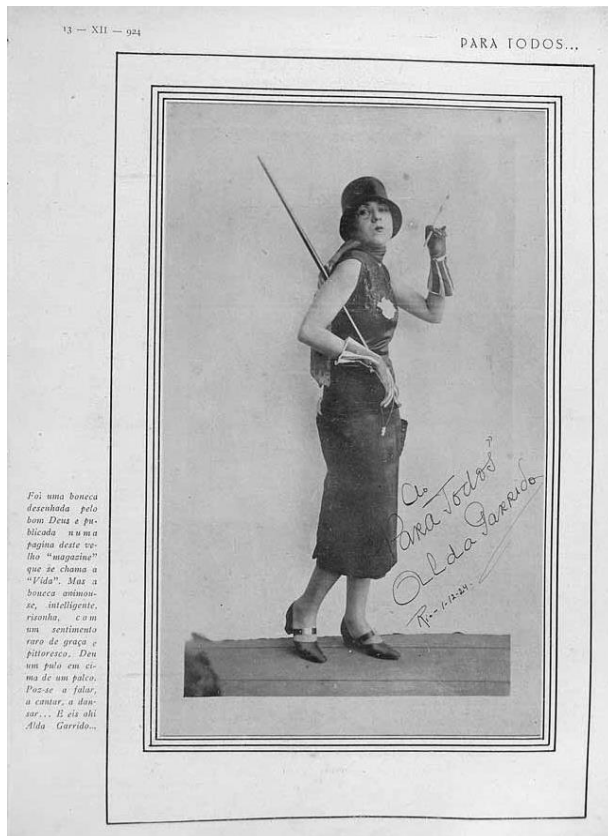 13 — XII — 924
PARA TODOS...
Ao
Para Todos
Alda Garrido
Rio - 1-12-24.
Foi uma boneca
desenhada pelo
bom Deus e pu-
blicada numa
pagina deste ve-
lho "magazine"
que se chama a
"Vida". Mas a
boneca animou-
se, intelligente,
risonha, com
um sentimento
raro de graça e
pittoresco. Deu
um pulo em ci-
ma de um palco.
Poz-se a falar,
a cantar, a dan-
sar... E eis ahi
Alda Garrido...